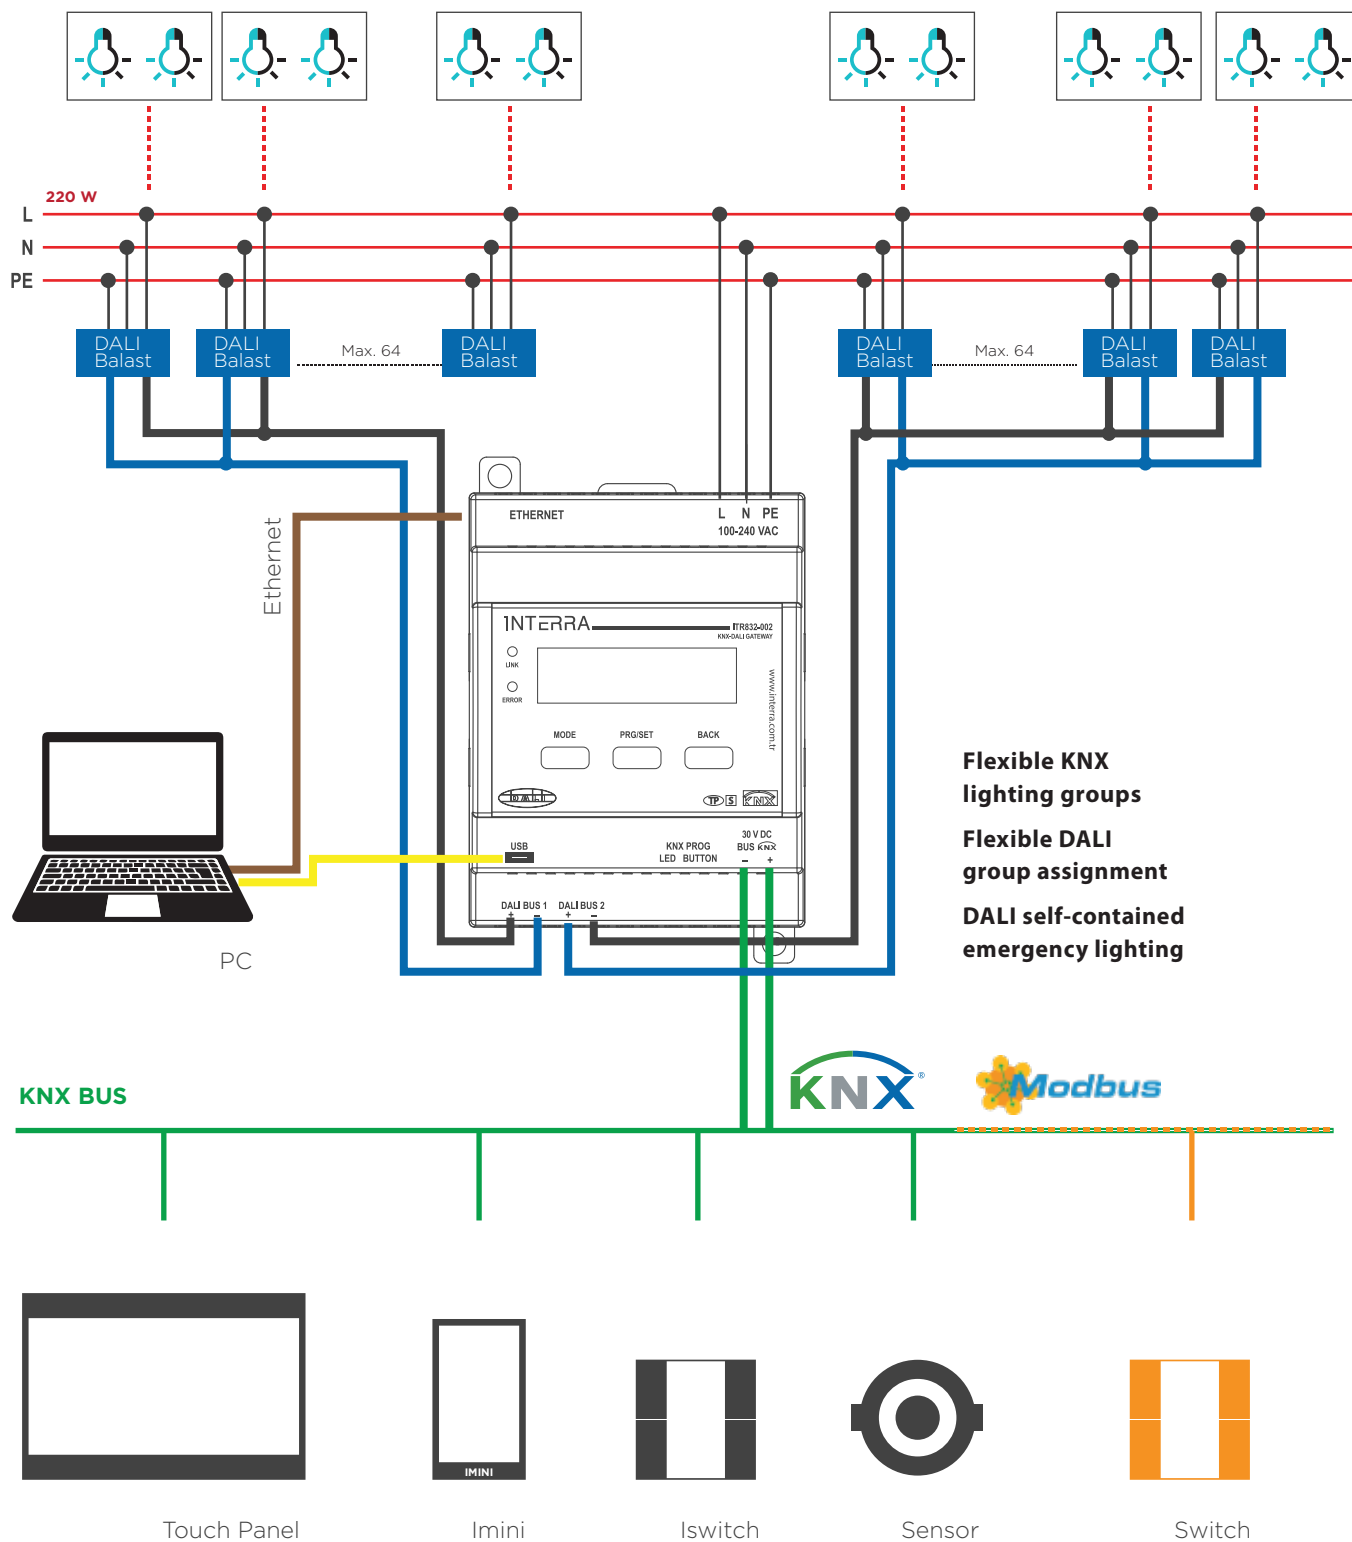 220 W
L
N
PE
DALI
Balast
DALI
Balast
Max. 64
DALI
Balast
DALI
Balast
Max. 64
DALI
Balast
DALI
Balast
Ethernet
ETHERNET
L N PE
100-240 VAC
INTERRA
ITR832-002
KNX-DALI GATEWAY
LINK
ERROR
www.interra.com.tr
MODE
PRG/SET
BACK
DALI
TP S KNX
USB
KNX PROG
LED BUTTON
30 V DC
BUS KNX
– +
DALI BUS 1
+ –
DALI BUS 2
+ –
PC
Flexible KNX
lighting groups
Flexible DALI
group assignment
DALI self-contained
emergency lighting
KNX BUS
KNX®
Modbus
IMINI
Touch Panel
Imini
Iswitch
Sensor
Switch